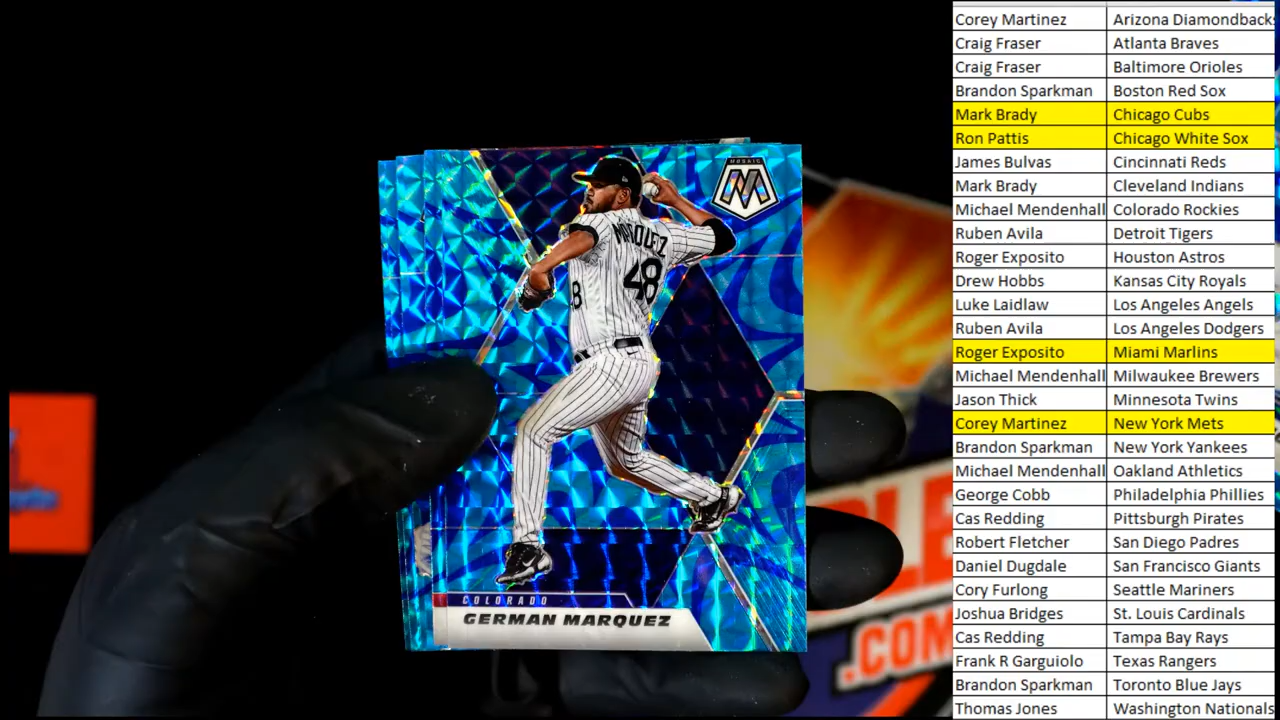 MOSAIC
MARQUEZ
48
COLORADO
GERMAN MARQUEZ
.COM
Corey Martinez Arizona Diamondbacks
Craig Fraser Atlanta Braves
Craig Fraser Baltimore Orioles
Brandon Sparkman Boston Red Sox
Mark Brady Chicago Cubs
Ron Pattis Chicago White Sox
James Bulvas Cincinnati Reds
Mark Brady Cleveland Indians
Michael Mendenhall Colorado Rockies
Ruben Avila Detroit Tigers
Roger Exposito Houston Astros
Drew Hobbs Kansas City Royals
Luke Laidlaw Los Angeles Angels
Ruben Avila Los Angeles Dodgers
Roger Exposito Miami Marlins
Michael Mendenhall Milwaukee Brewers
Jason Thick Minnesota Twins
Corey Martinez New York Mets
Brandon Sparkman New York Yankees
Michael Mendenhall Oakland Athletics
George Cobb Philadelphia Phillies
Cas Redding Pittsburgh Pirates
Robert Fletcher San Diego Padres
Daniel Dugdale San Francisco Giants
Cory Furlong Seattle Mariners
Joshua Bridges St. Louis Cardinals
Cas Redding Tampa Bay Rays
Frank R Garguiolo Texas Rangers
Brandon Sparkman Toronto Blue Jays
Thomas Jones Washington Nationals